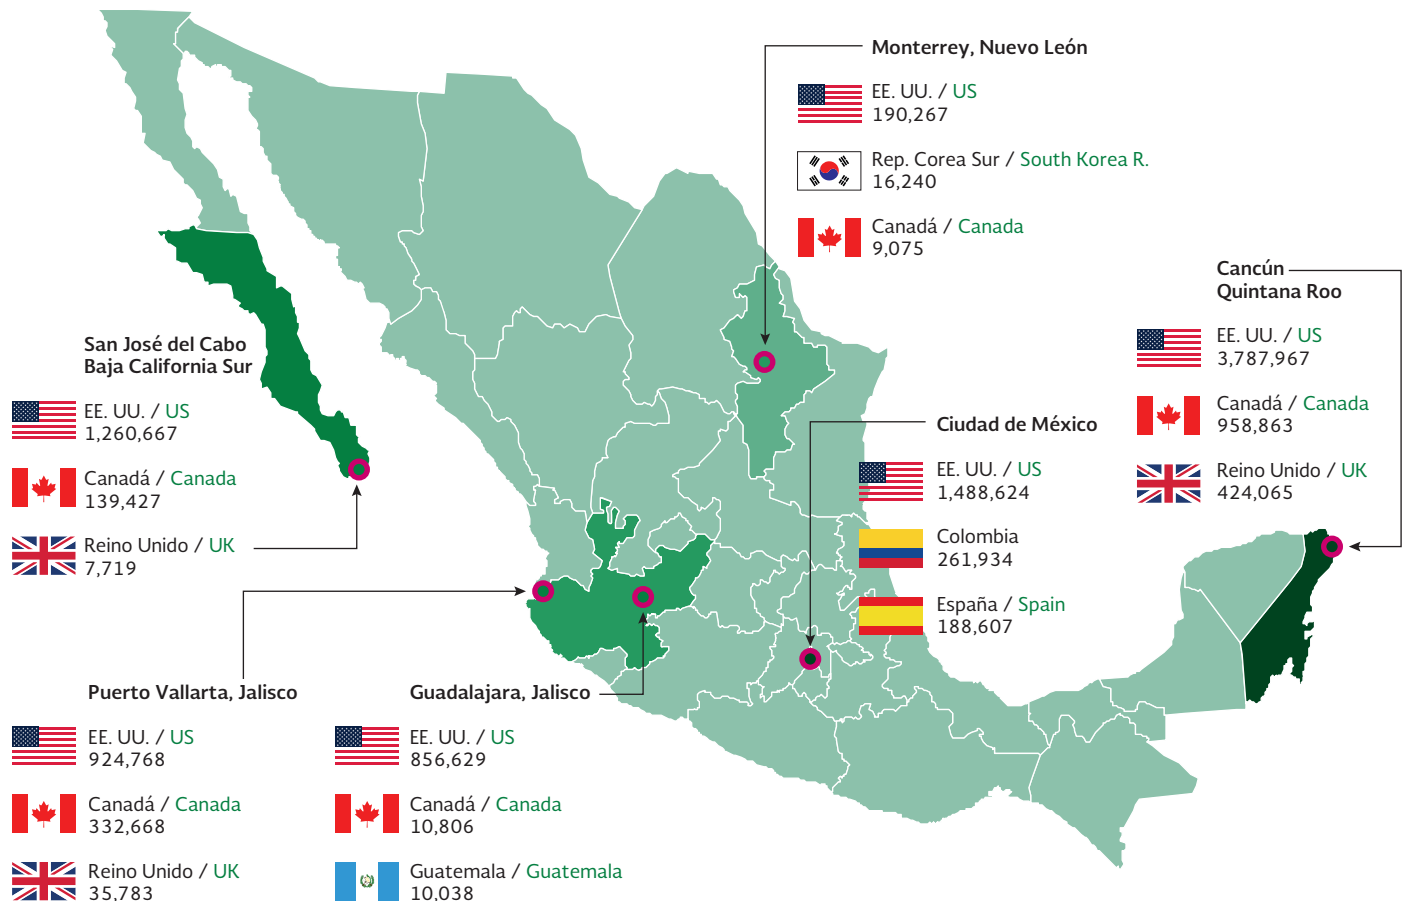 Monterrey, Nuevo León
EE. UU. / US
190,267
Rep. Corea Sur / South Korea R.
16,240
Canadá / Canada
9,075
Cancún
Quintana Roo
EE. UU. / US
3,787,967
Canadá / Canada
958,863
Reino Unido / UK
424,065
San José del Cabo
Baja California Sur
EE. UU. / US
1,260,667
Canadá / Canada
139,427
Reino Unido / UK
7,719
Ciudad de México
EE. UU. / US
1,488,624
Colombia
261,934
España / Spain
188,607
Puerto Vallarta, Jalisco
EE. UU. / US
924,768
Canadá / Canada
332,668
Reino Unido / UK
35,783
Guadalajara, Jalisco
EE. UU. / US
856,629
Canadá / Canada
10,806
Guatemala / Guatemala
10,038